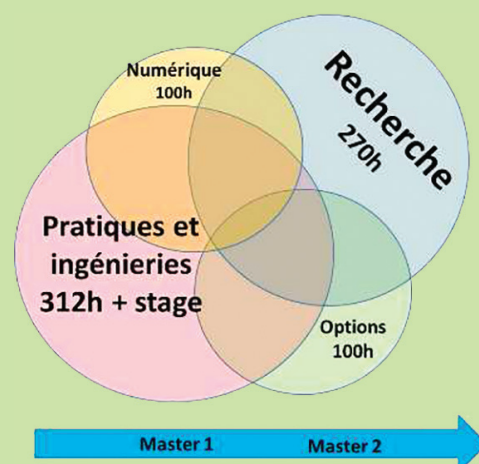 Numérique
100h
Recherche
270h
Pratiques et
ingénieries
312h + stage
Options
100h
Master 1
Master 2